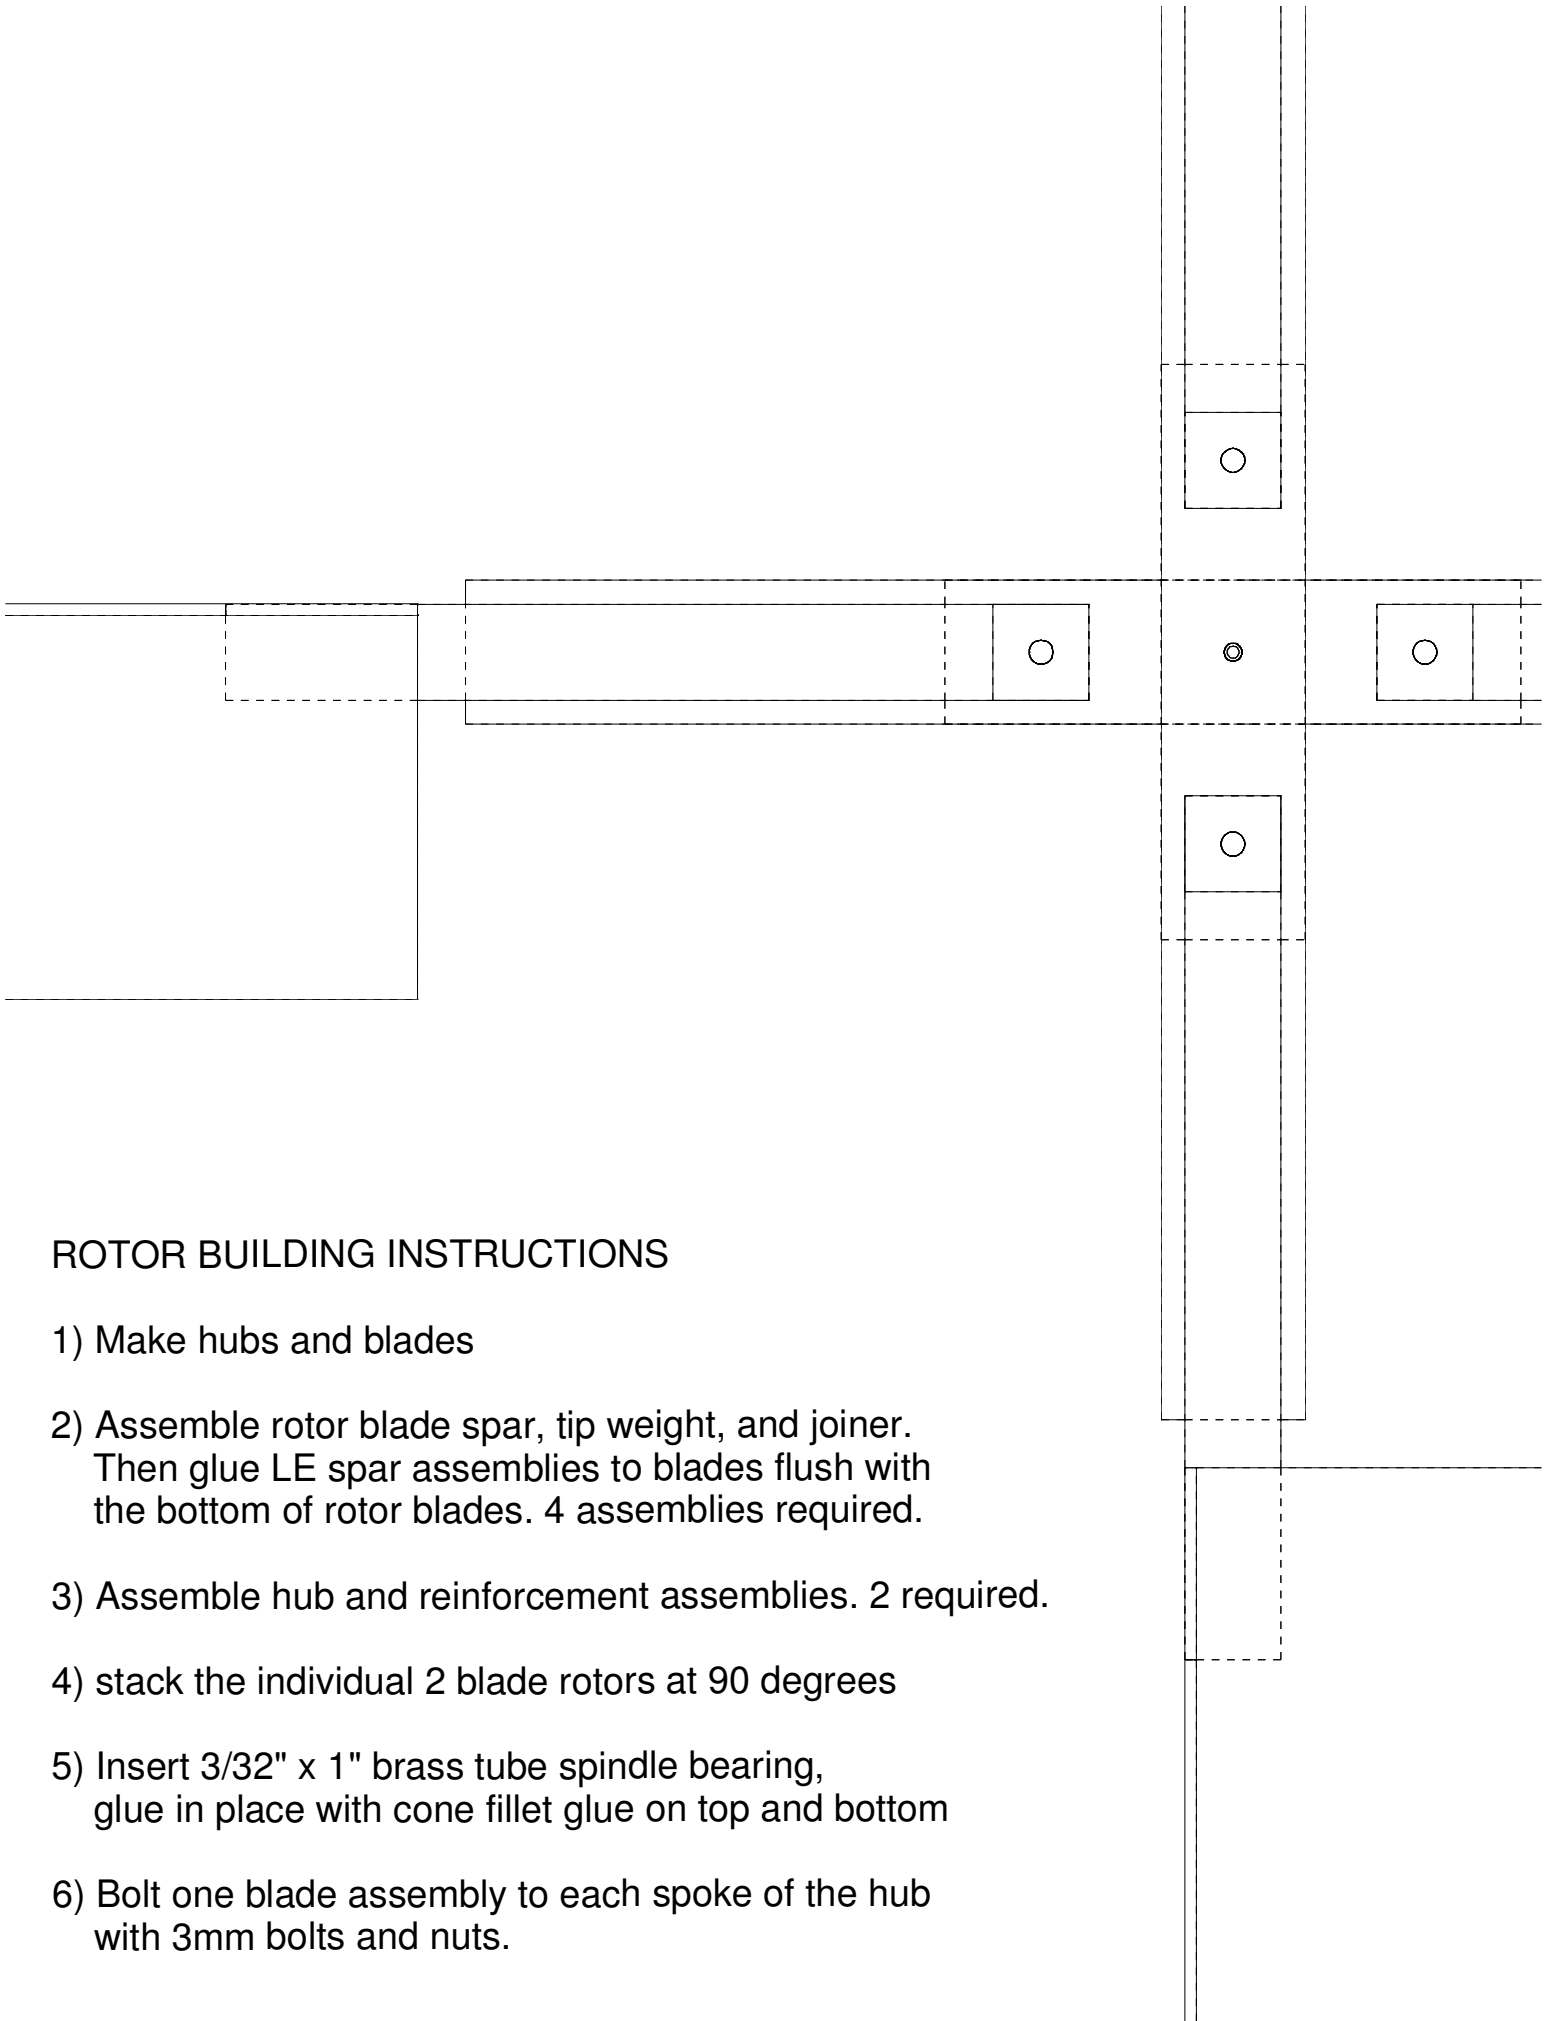 ROTOR BUILDING INSTRUCTIONS
1) Make hubs and blades
2) Assemble rotor blade spar, tip weight, and joiner.
Then glue LE spar assemblies to blades flush with
the bottom of rotor blades. 4 assemblies required.
3) Assemble hub and reinforcement assemblies. 2 required.
4) stack the individual 2 blade rotors at 90 degrees
5) Insert 3/32" x 1" brass tube spindle bearing,
glue in place with cone fillet glue on top and bottom
6) Bolt one blade assembly to each spoke of the hub
with 3mm bolts and nuts.